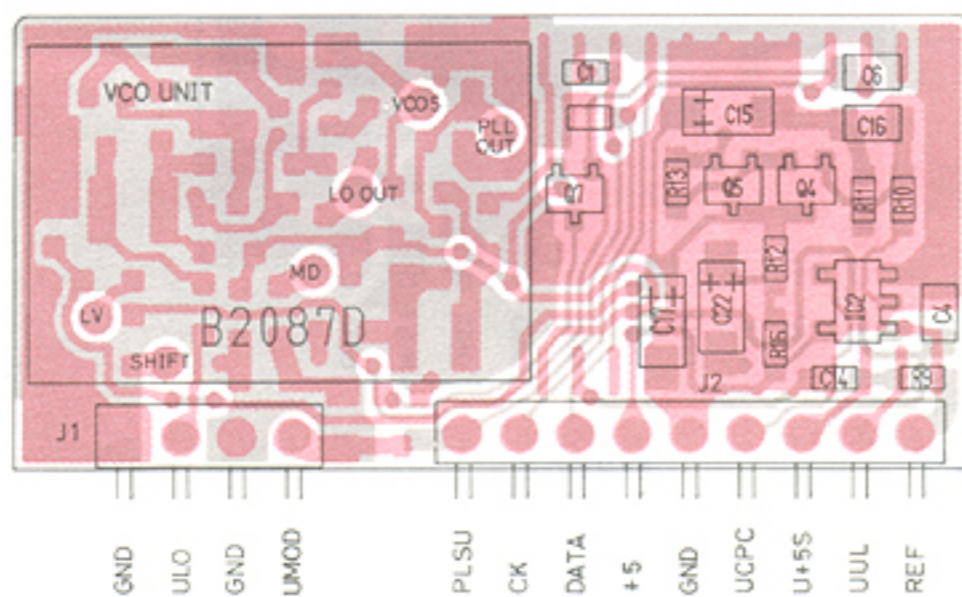 VCO UNIT
VCO5
PLL
OUT
LO OUT
MD
LV
B2087D
SHIFT
C1
C15
C6
C16
Q7
R13
Q5
Q4
R11
R10
R12
C17
C22
IC2
C4
R16
J2
C14
R9
J1
GND
ULO
GND
UMOD
PLSU
CK
DATA
+5
GND
UCPC
U+5S
UUL
REF